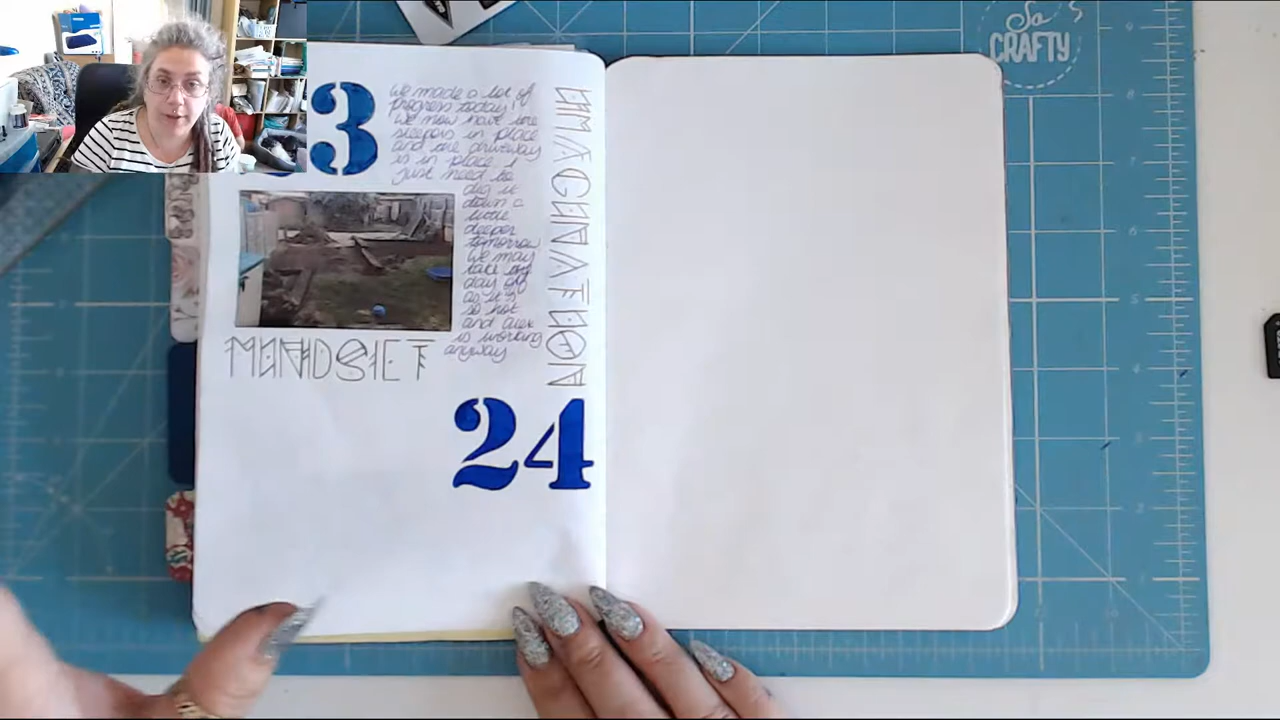 So
CRAFTY
3
we made a lot of
progress today!
we now have the
sleepers in place
and the driveway
is in place, I
just need to
dig it
down a
little
deeper
tomorrow
we may
take the
day off
as it's
so hot
and Alex
is working
anyway
IMAGINATION
MINDSET
24